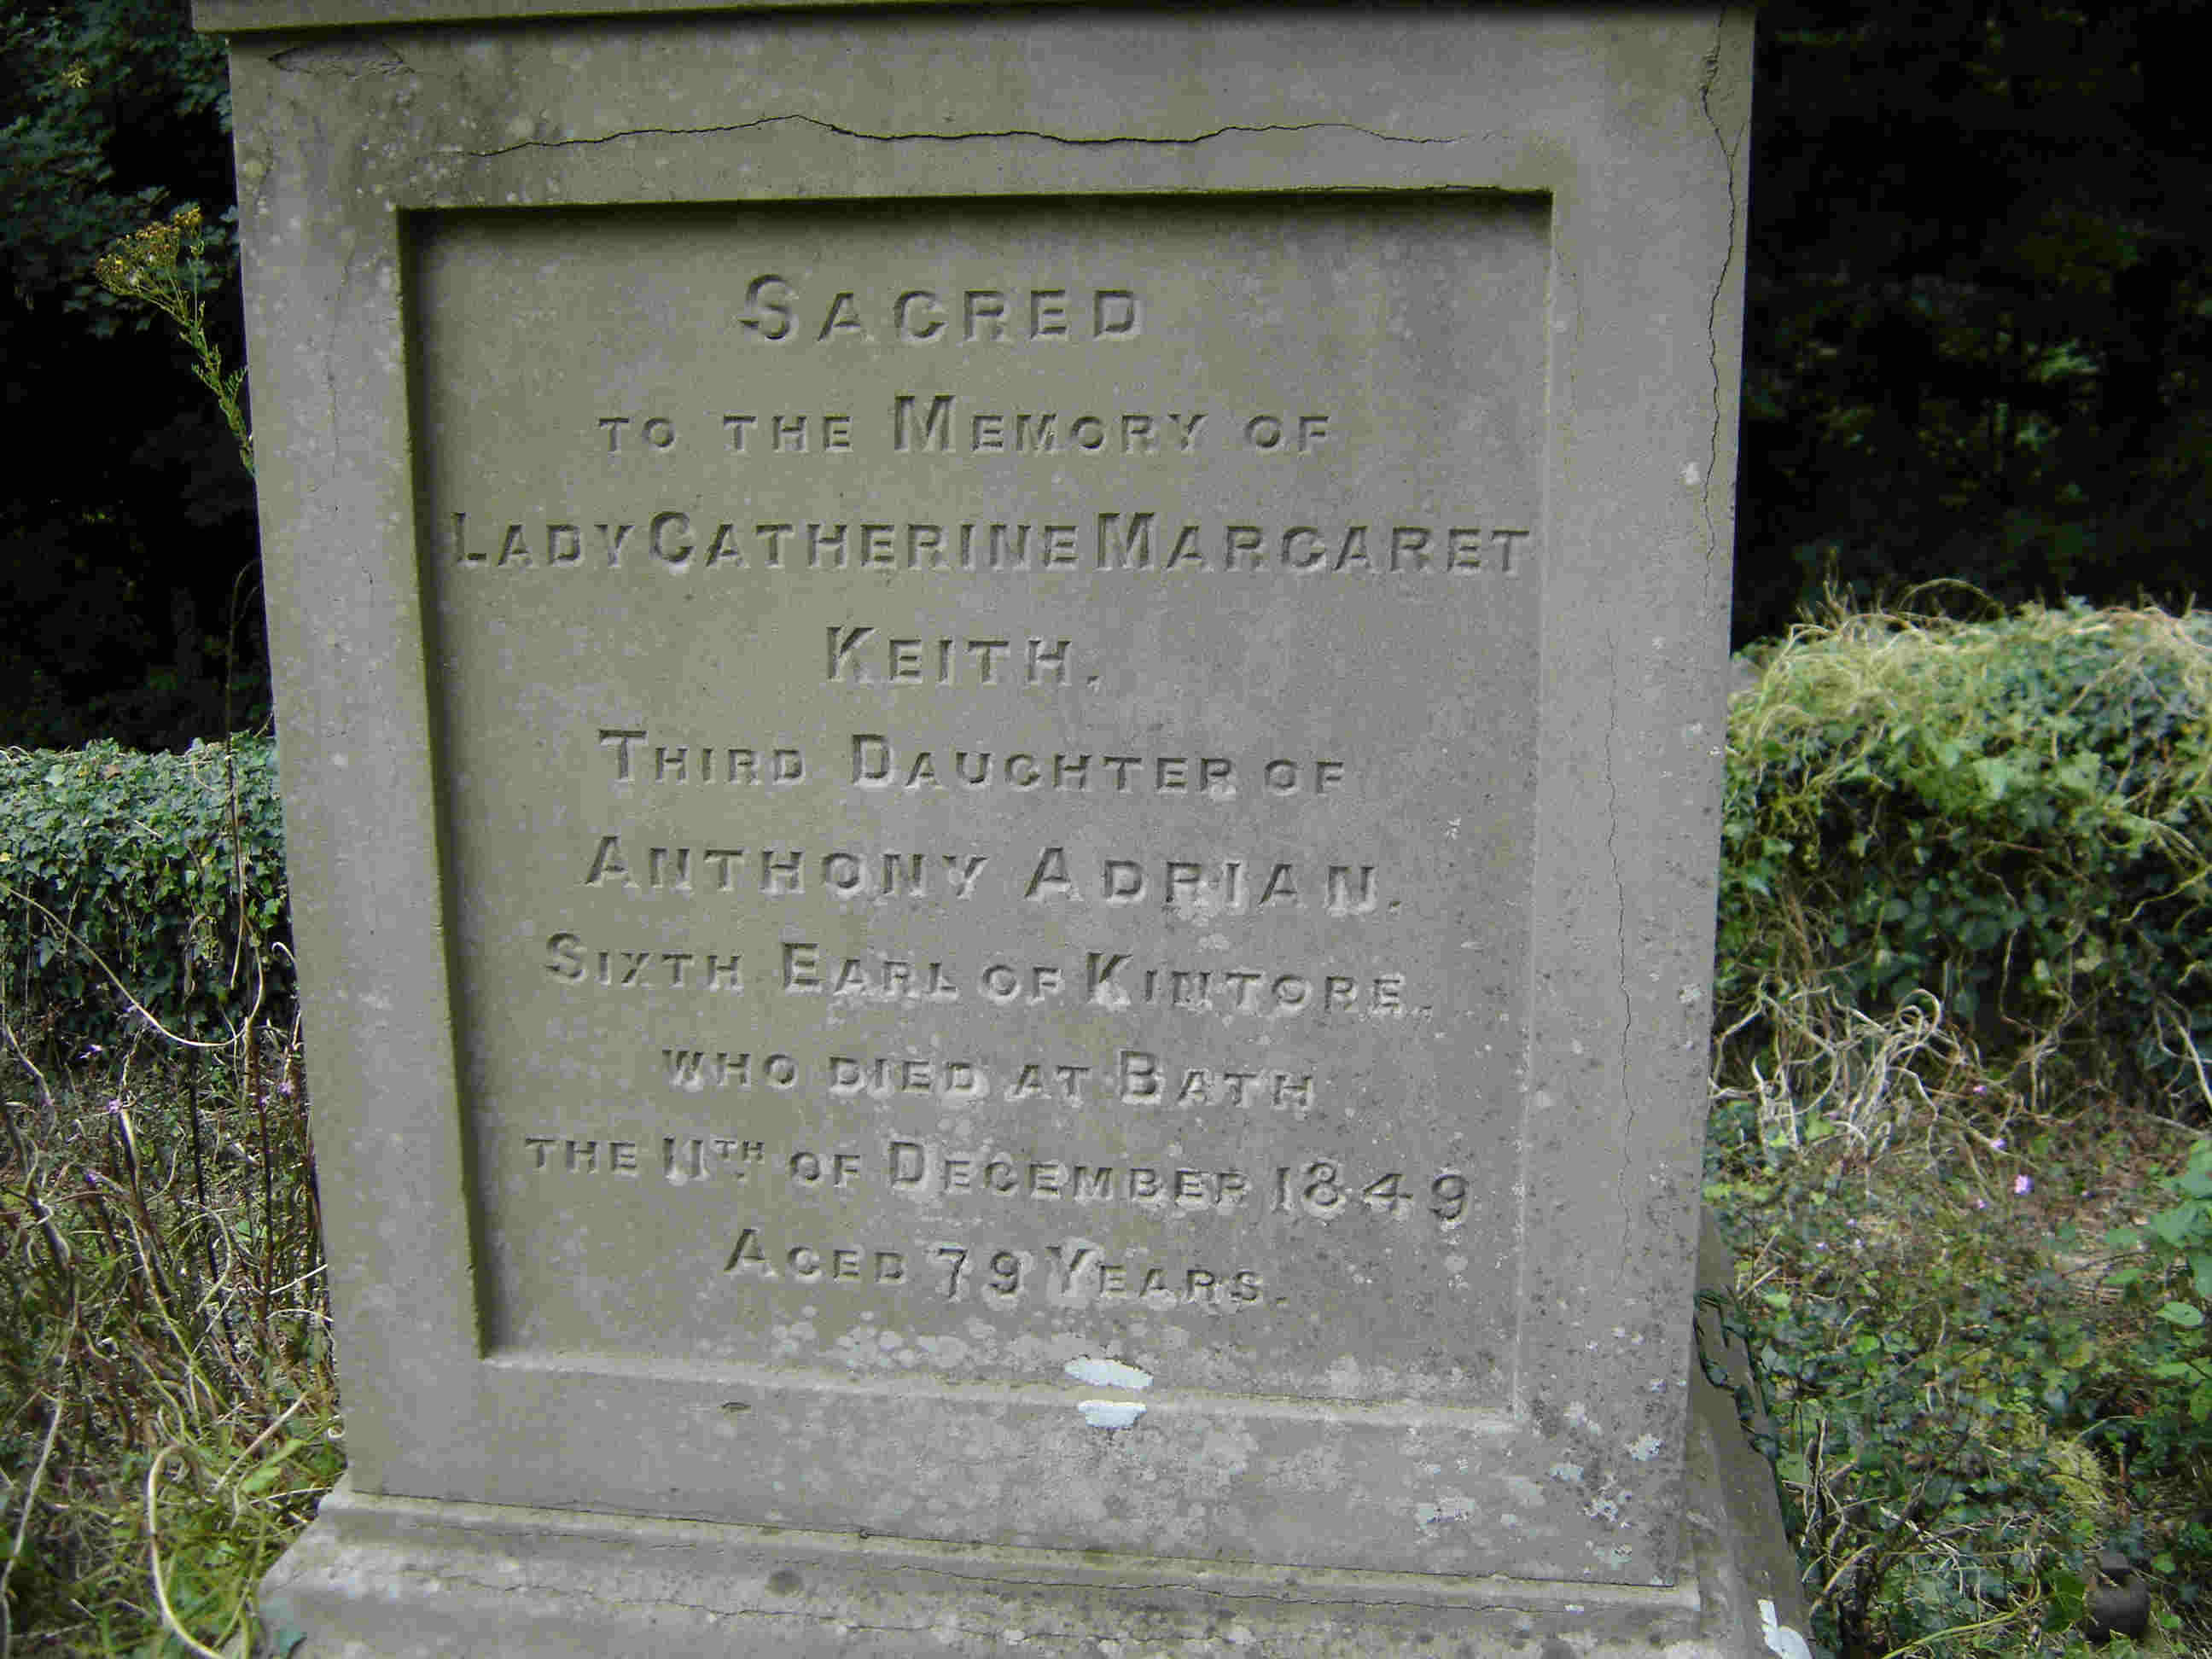 SACRED
TO THE MEMORY OF
LADY CATHERINE MARGARET
KEITH,
THIRD DAUGHTER OF
ANTHONY ADRIAN.
SIXTH EARL OF KINTORE.
WHO DIED AT BATH
THE 11TH OF DECEMBER 1849
AGED 79 YEARS.